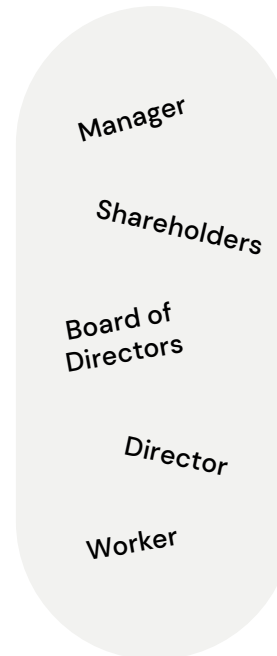 Manager
Shareholders
Board of
Directors
Director
Worker